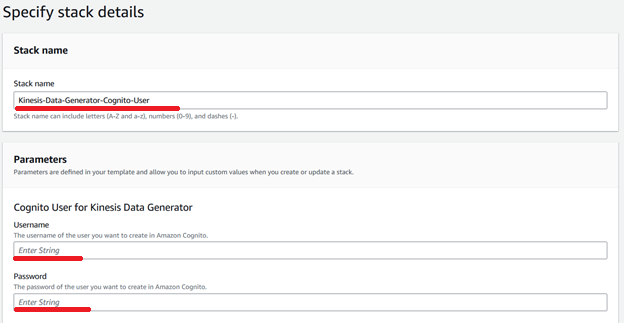 Specify stack details
Stack name
Stack name
Kinesis-Data-Generator-Cognito-User
Stack name can include letters (A-Z and a-z), numbers (0-9), and dashes (-).
Parameters
Parameters are defined in your template and allow you to input custom values when you create or update a stack.
Cognito User for Kinesis Data Generator
Username
The username of the user you want to create in Amazon Cognito.
Enter String
Password
The password of the user you want to create in Amazon Cognito.
Enter String